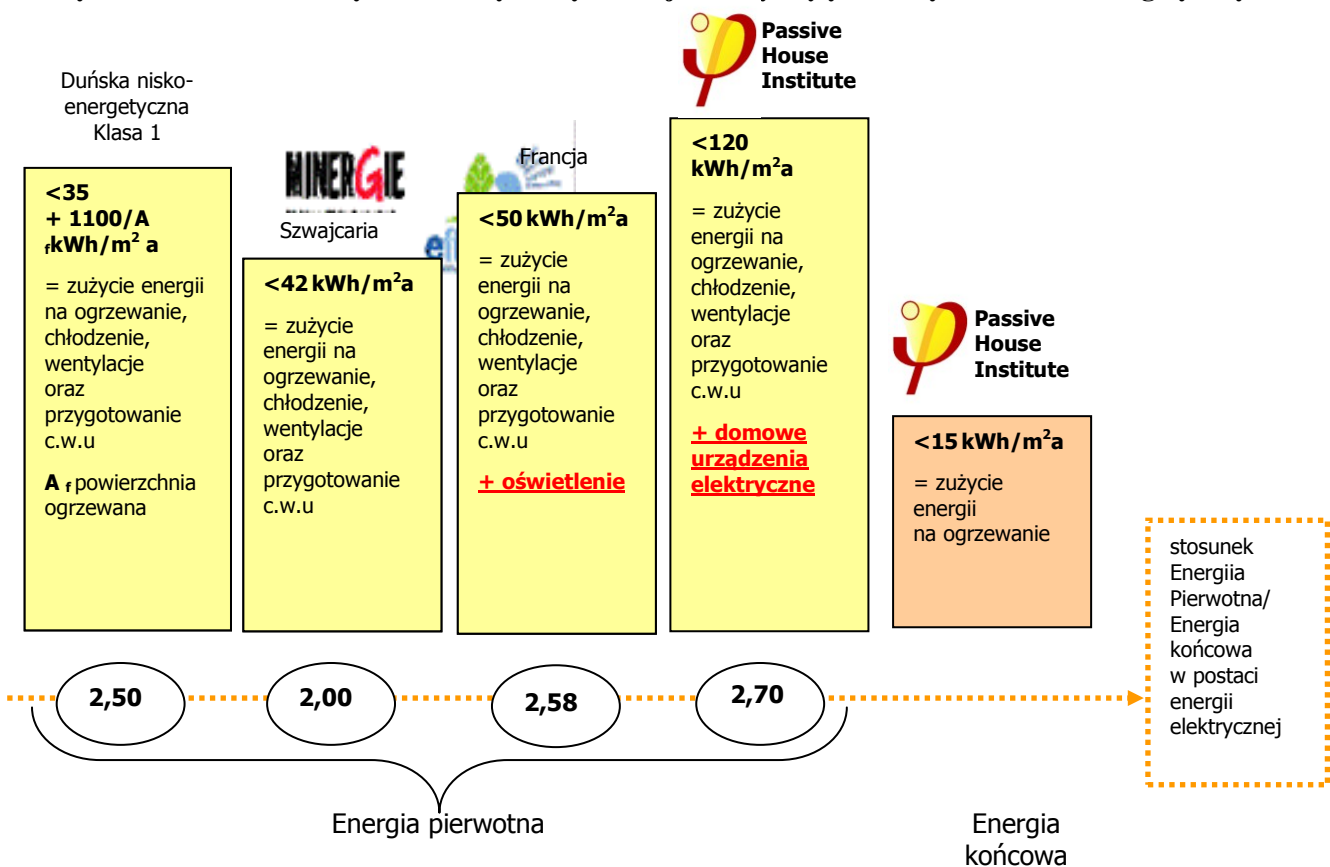 Passive
House
Institute
Duńska nisko-
energetyczna
Klasa 1
<35
+ 1100/A
fkWh/m² a
= zużycie energii
na ogrzewanie,
chłodzenie,
wentylacje
oraz
przygotowanie
c.w.u
A f powierzchnia
ogrzewana
MINERGIE
Szwajcaria
<42 kWh/m²a
= zużycie
energii na
ogrzewanie,
chłodzenie,
wentylacje
oraz
przygotowanie
c.w.u
Francja
<50 kWh/m²a
= zużycie
energii na
ogrzewanie,
chłodzenie,
wentylacje
oraz
przygotowanie
c.w.u
+ oświetlenie
<120
kWh/m²a
= zużycie
energii na
ogrzewanie,
chłodzenie,
wentylacje
oraz
przygotowanie
c.w.u
+ domowe
urządzenia
elektryczne
Passive
House
Institute
<15 kWh/m²a
= zużycie
energii
na ogrzewanie
stosunek
Energiia
Pierwotna/
Energia
końcowa
w postaci
energii
elektrycznej
2,50
2,00
2,58
2,70
Energia pierwotna
Energia
końcowa